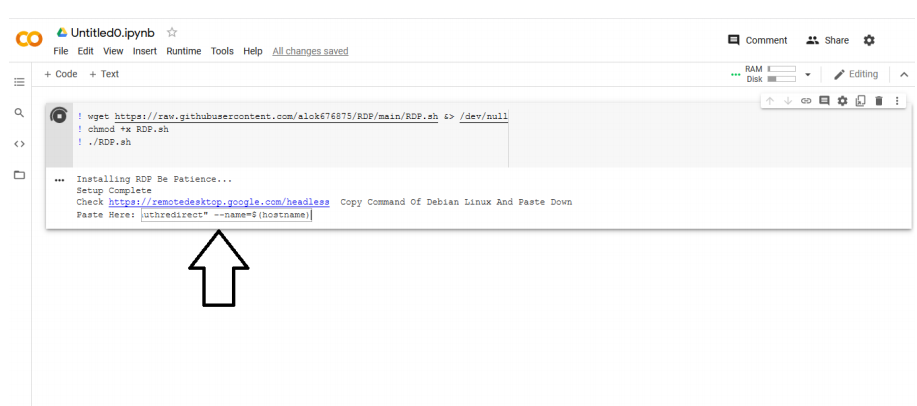 Untitled0.ipynb
Comment Share
File Edit View Insert Runtime Tools Help All changes saved
+ Code + Text
RAM
Disk
Editing
! wget https://raw.githubusercontent.com/alok676875/RDP/main/RDP.sh &> /dev/null
! chmod +x RDP.sh
! ./RDP.sh
Installing RDP Be Patience...
Setup Complete
Check https://remotedesktop.google.com/headless Copy Command Of Debian Linux And Paste Down
Paste Here: uthredirect" --name=$(hostname)